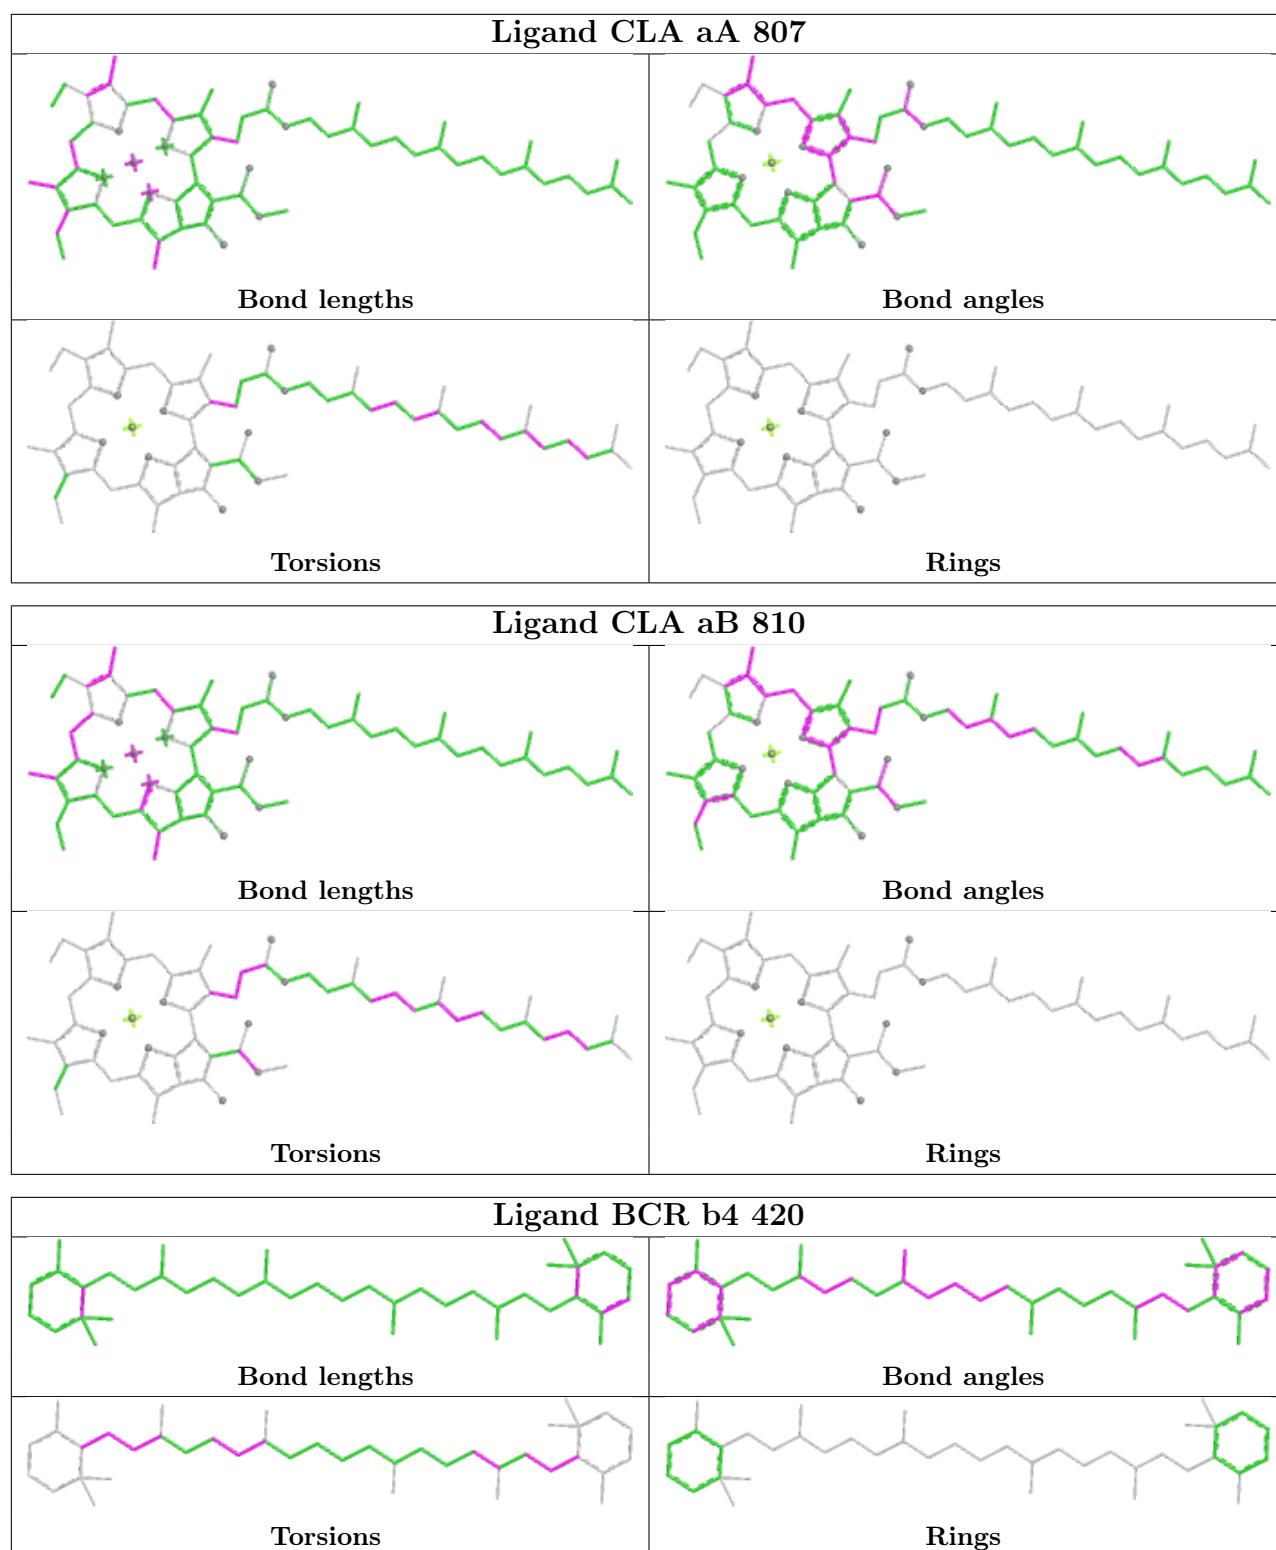 Ligand CLA aA 807
Bond lengths
Bond angles
Torsions
Rings
Ligand CLA aB 810
Bond lengths
Bond angles
Torsions
Rings
Ligand BCR b4 420
Bond lengths
Bond angles
Torsions
Rings